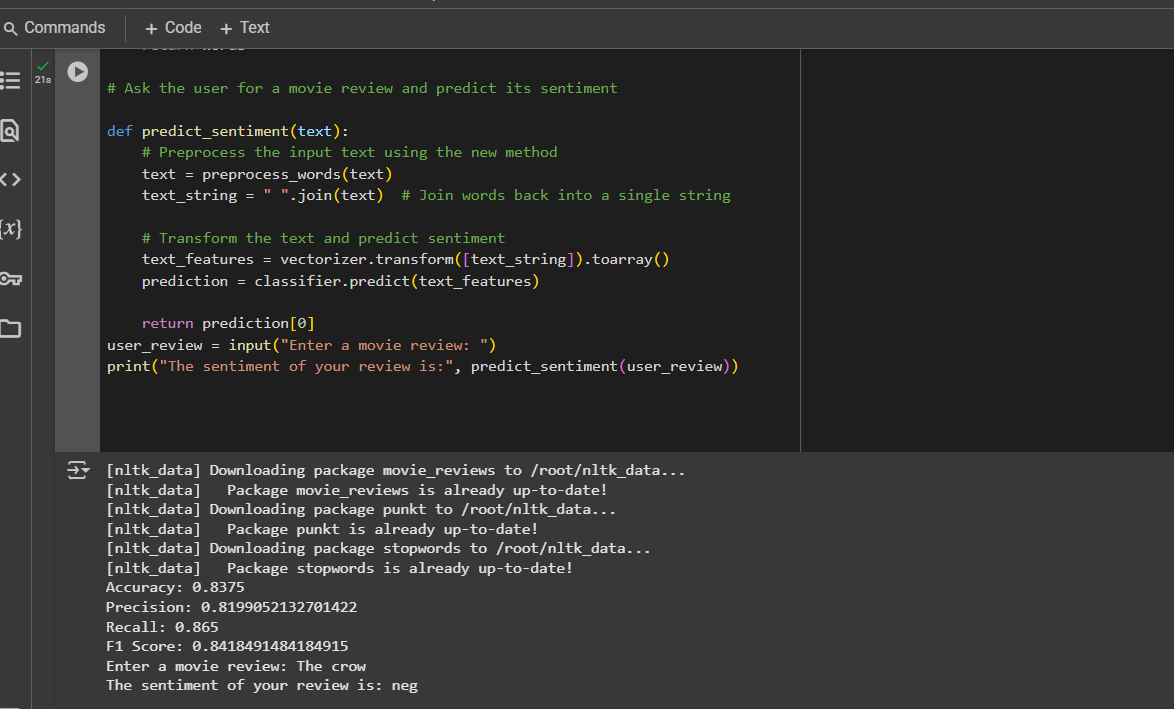 Commands + Code + Text
21s
# Ask the user for a movie review and predict its sentiment
def predict_sentiment(text):
# Preprocess the input text using the new method
text = preprocess_words(text)
text_string = " ".join(text)  # Join words back into a single string
# Transform the text and predict sentiment
text_features = vectorizer.transform([text_string]).toarray()
prediction = classifier.predict(text_features)
return prediction[0]
user_review = input("Enter a movie review: ")
print("The sentiment of your review is:", predict_sentiment(user_review))
{x}
[nltk_data] Downloading package movie_reviews to /root/nltk_data...
[nltk_data]   Package movie_reviews is already up-to-date!
[nltk_data] Downloading package punkt to /root/nltk_data...
[nltk_data]   Package punkt is already up-to-date!
[nltk_data] Downloading package stopwords to /root/nltk_data...
[nltk_data]   Package stopwords is already up-to-date!
Accuracy: 0.8375
Precision: 0.8199052132701422
Recall: 0.865
F1 Score: 0.8418491484184915
Enter a movie review: The crow
The sentiment of your review is: neg